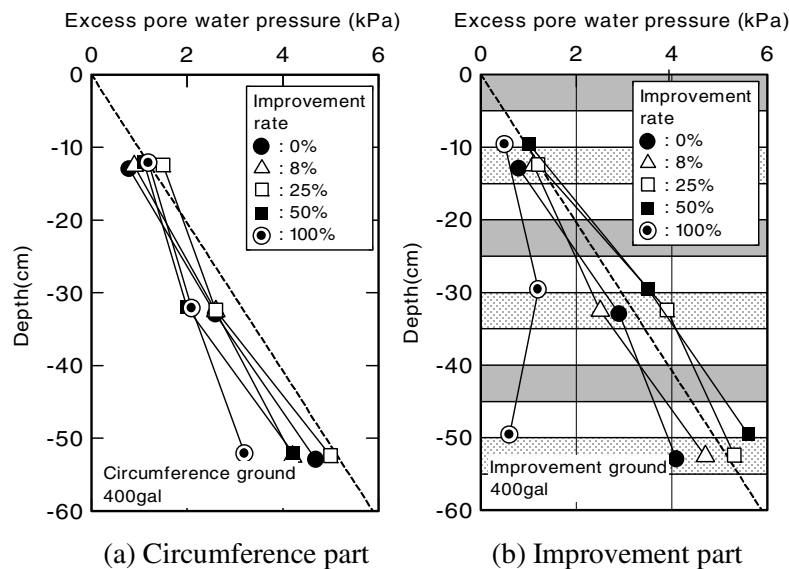 Excess pore water pressure (kPa)
0 2 4 6
0
-10
-20
-30
-40
-50
-60
Depth(cm)
Improvement
rate
: 0%
: 8%
: 25%
: 50%
: 100%
Circumference ground
400gal
(a) Circumference part
Excess pore water pressure (kPa)
0 2 4 6
0
-10
-20
-30
-40
-50
-60
Depth(cm)
Improvement
rate
: 0%
: 8%
: 25%
: 50%
: 100%
Improvement ground
400gal
(b) Improvement part